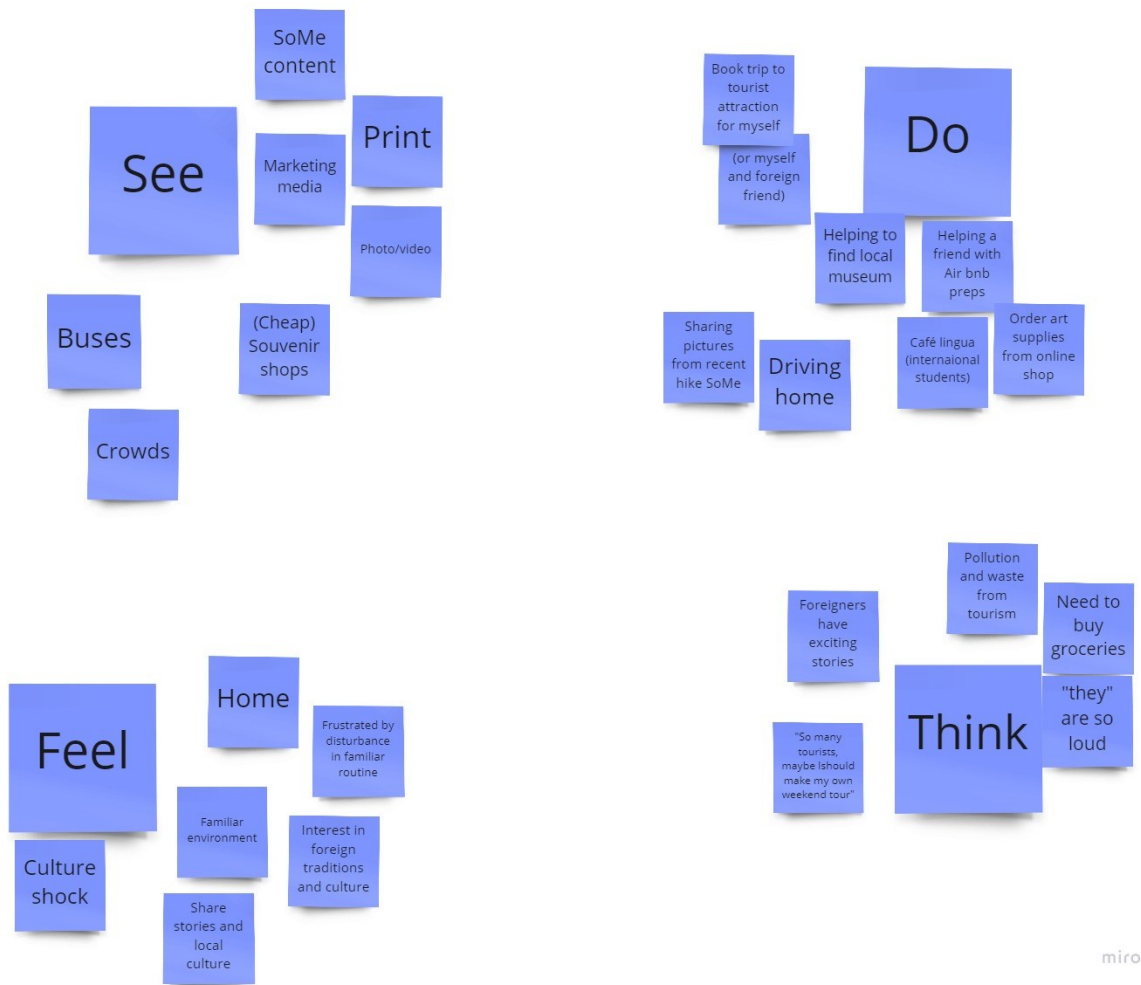 See
SoMe
content
Print
Marketing
media
Photo/video
Buses
(Cheap)
Souvenir
shops
Crowds
Do
Book trip to
tourist
attraction
for myself
(or myself
and foreign
friend)
Helping to
find local
museum
Helping a
friend with
Air bnb
preps
Sharing
pictures
from recent
hike SoMe
Driving
home
Café lingua
(internaional
students)
Order art
supplies
from online
shop
Feel
Home
Frustrated by
disturbance
in familiar
routine
Familiar
environment
Interest in
foreign
traditions
and culture
Culture
shock
Share
stories and
local
culture
Think
Pollution
and waste
from
tourism
Foreigners
have
exciting
stories
Need to
buy
groceries
"they"
are so
loud
"So many
tourists,
maybe Ishould
make my own
weekend tour"
miro